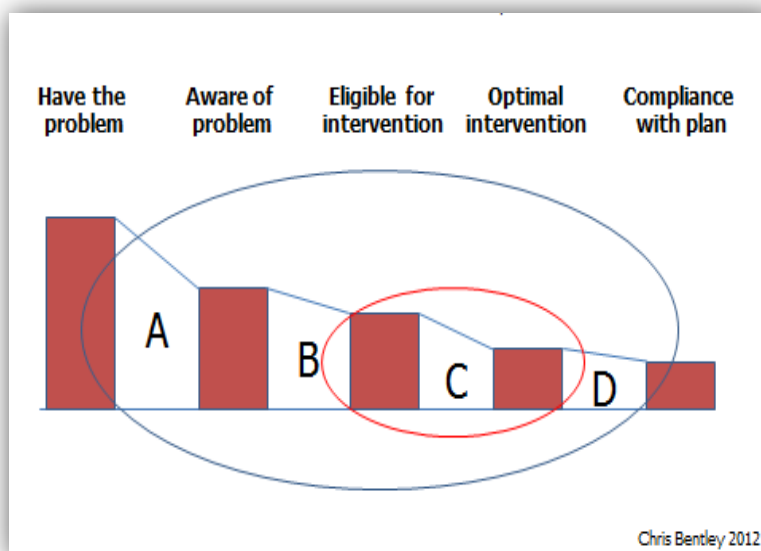 Have the
problem
Aware of
problem
Eligible for
intervention
Optimal
intervention
Compliance
with plan
A
B
C
D
Chris Bentley 2012